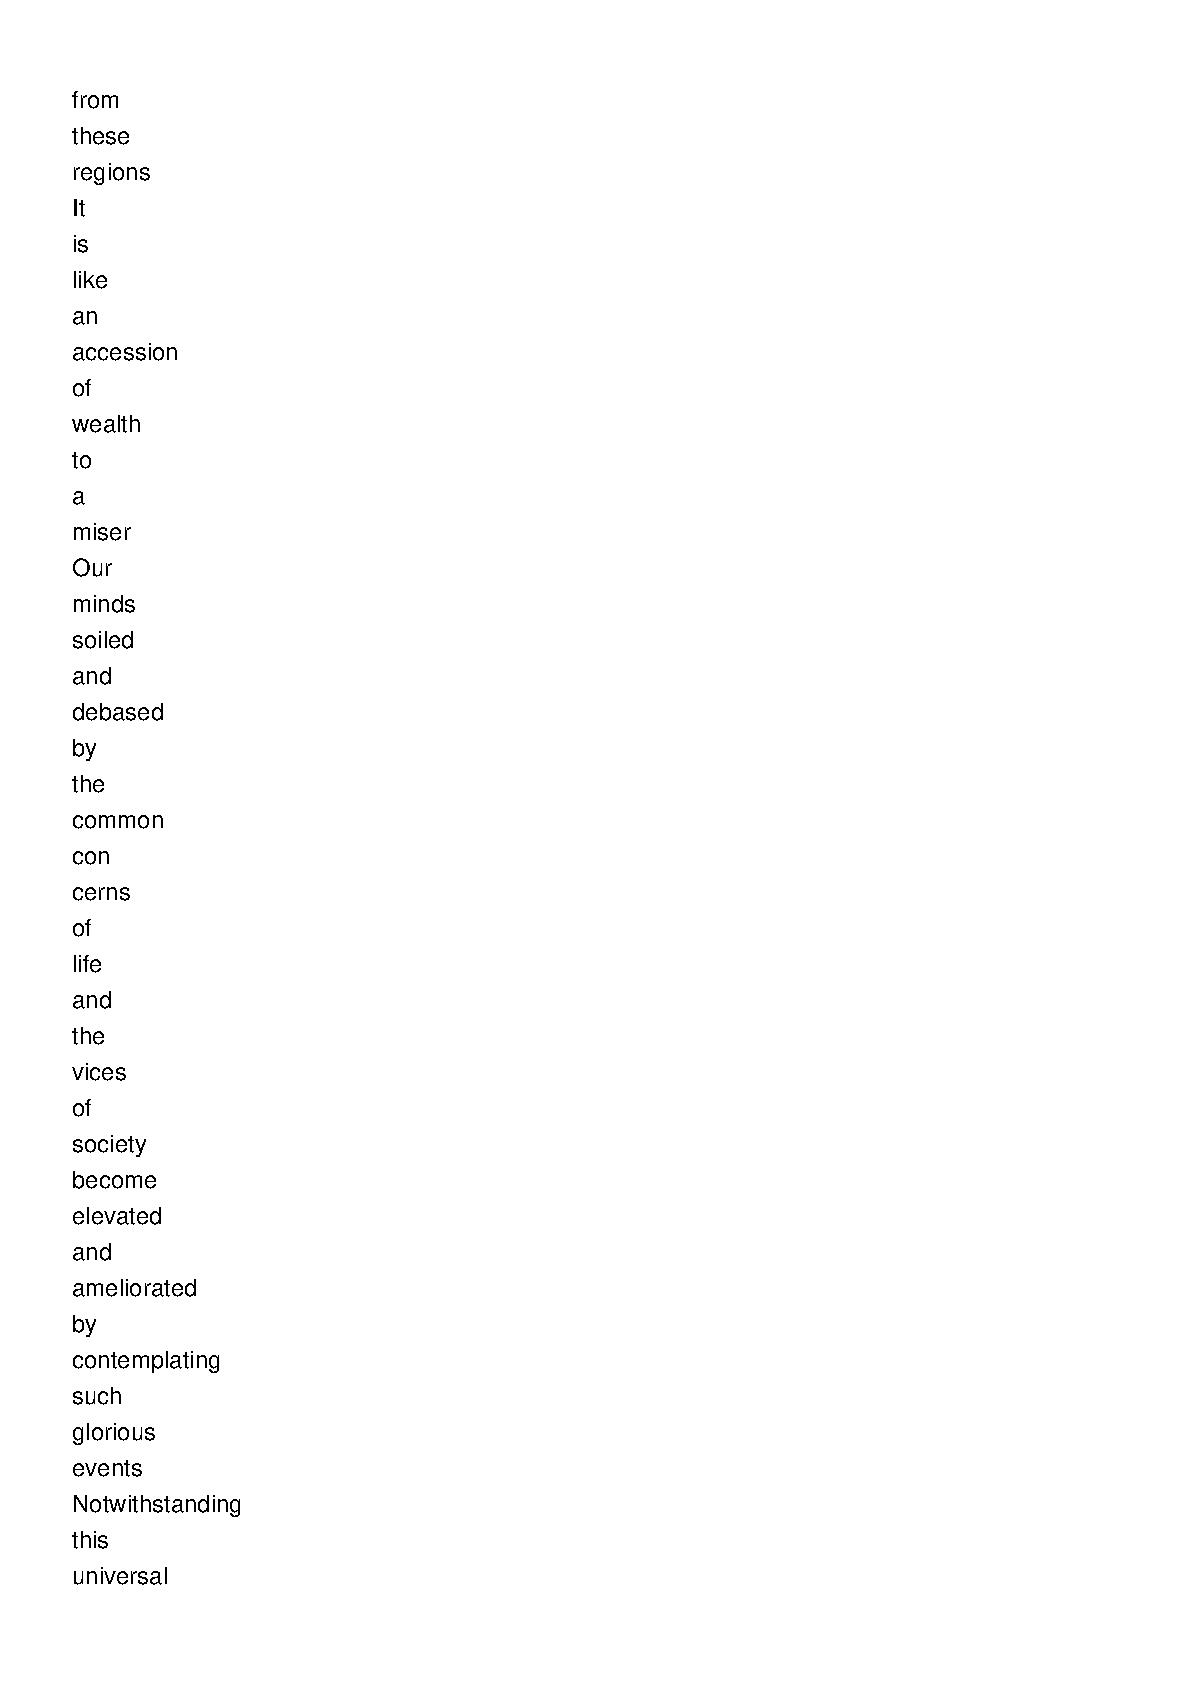 from
these
regions
It
is
like
an
accession
of
wealth
to
a
miser
Our
minds
soiled
and
debased
by
the
common
con
cerns
of
life
and
the
vices
of
society
become
elevated
and
ameliorated
by
contemplating
such
glorious
events
Notwithstanding
this
universal